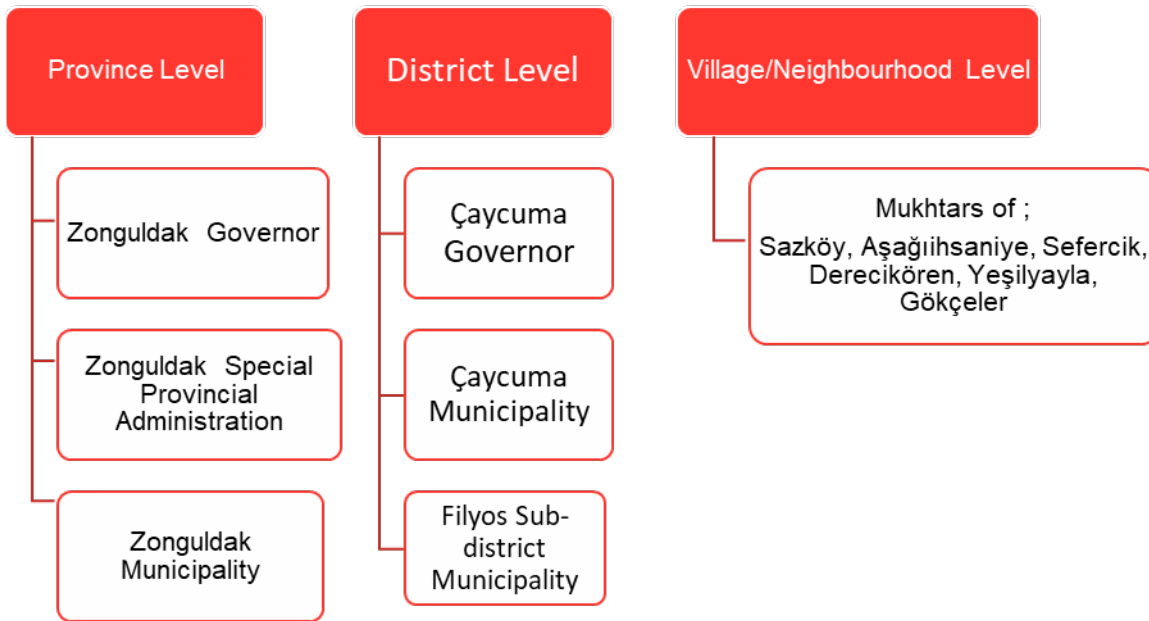 Province Level
Zonguldak Governor
Zonguldak Special
Provincial
Administration
Zonguldak
Municipality
District Level
Çaycuma
Governor
Çaycuma
Municipality
Filyos Sub-
district
Municipality
Village/Neighbourhood Level
Mukhtars of ;
Sazköy, Aşağıihsaniye, Sefercik,
Derecikören, Yeşilyayla,
Gökçeler